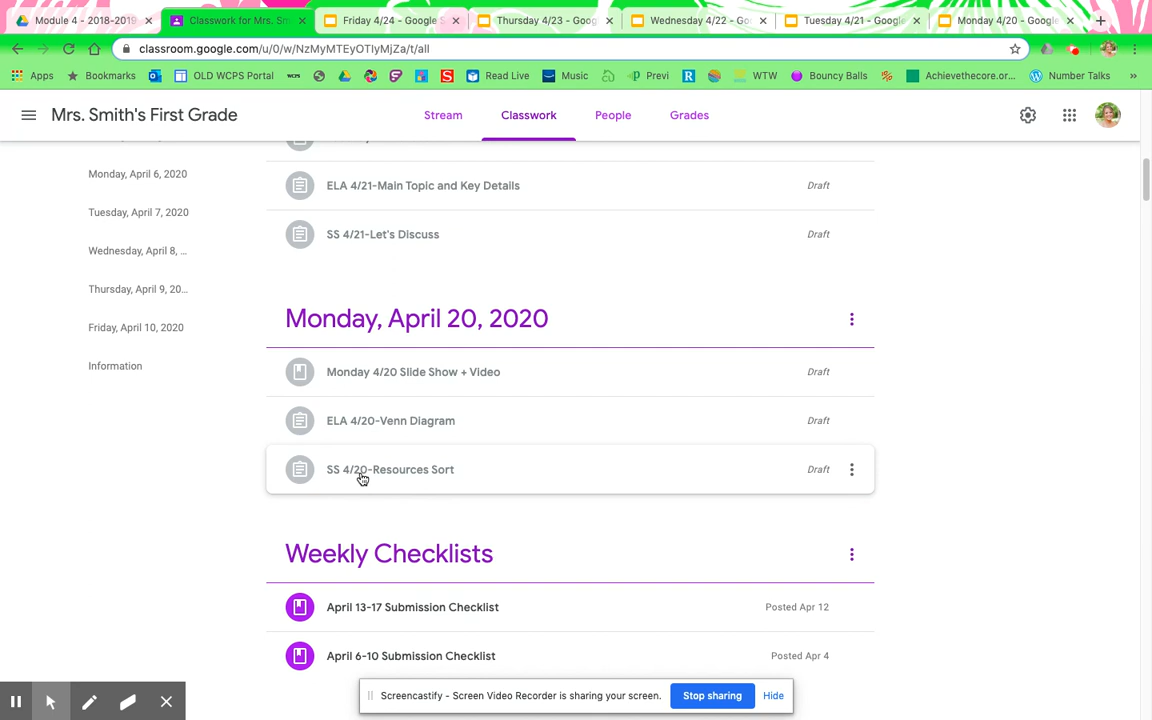 Module 4 - 2018-2019
Classwork for Mrs. Sm
Friday 4/24 - Google S
Thursday 4/23 - Goog
Wednesday 4/22 - Goo
Tuesday 4/21 - Google
Monday 4/20 - Google
classroom.google.com/u/0/w/NzMyMTEyOTIyMjZa/t/all
Apps
Bookmarks
OLD WCPS Portal
WCPS
Read Live
Music
Previ
WTW
Bouncy Balls
Achievethecore.or...
Number Talks
»
Mrs. Smith's First Grade
Stream
Classwork
People
Grades
Monday, April 6, 2020
Tuesday, April 7, 2020
Wednesday, April 8, ...
Thursday, April 9, 20...
Friday, April 10, 2020
Information
ELA 4/21-Main Topic and Key Details
Draft
SS 4/21-Let's Discuss
Draft
Monday, April 20, 2020
Monday 4/20 Slide Show + Video
Draft
ELA 4/20-Venn Diagram
Draft
SS 4/20-Resources Sort
Draft
Weekly Checklists
April 13-17 Submission Checklist
Posted Apr 12
April 6-10 Submission Checklist
Posted Apr 4
Screencastify - Screen Video Recorder is sharing your screen.
Stop sharing
Hide